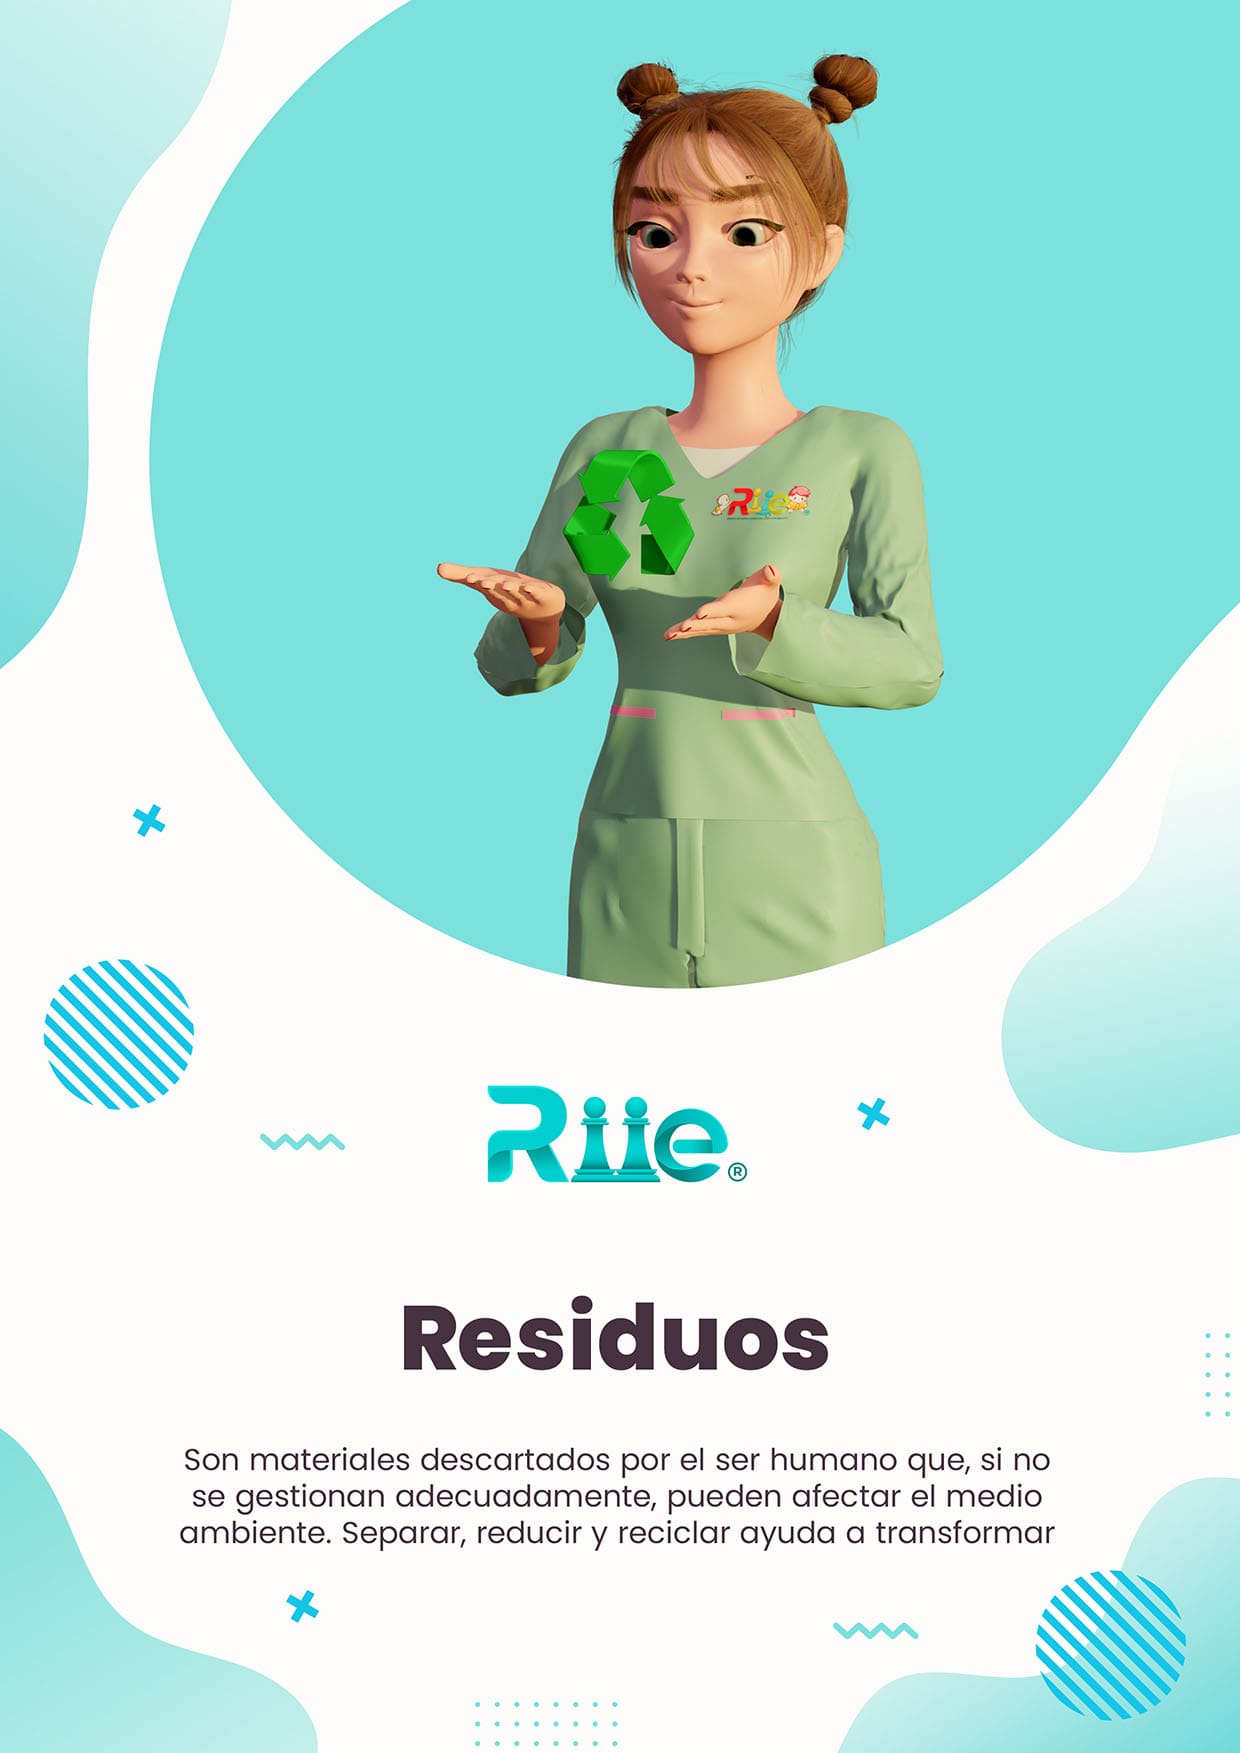 Riie
Riie®
Residuos
Son materiales descartados por el ser humano que, si no
se gestionan adecuadamente, pueden afectar el medio
ambiente. Separar, reducir y reciclar ayuda a transformar